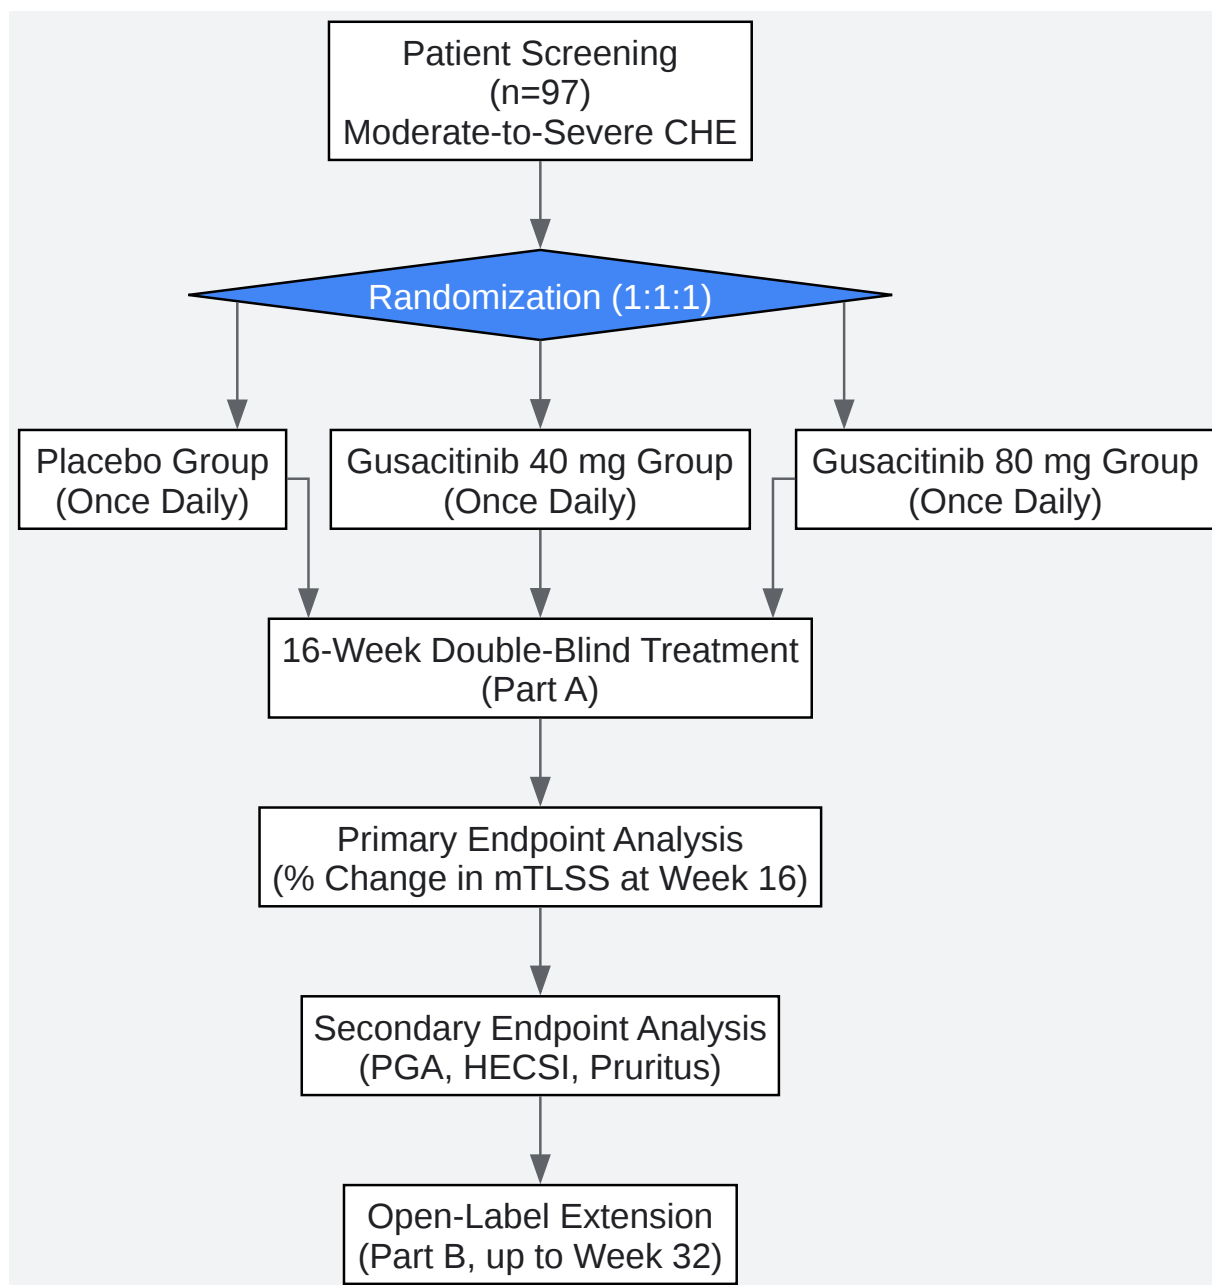 Patient Screening
(n=97)
Moderate-to-Severe CHE
Randomization (1:1:1)
Placebo Group
(Once Daily)
Gusacitinib 40 mg Group
(Once Daily)
Gusacitinib 80 mg Group
(Once Daily)
16-Week Double-Blind Treatment
(Part A)
Primary Endpoint Analysis
(% Change in mTLSS at Week 16)
Secondary Endpoint Analysis
(PGA, HECSI, Pruritus)
Open-Label Extension
(Part B, up to Week 32)